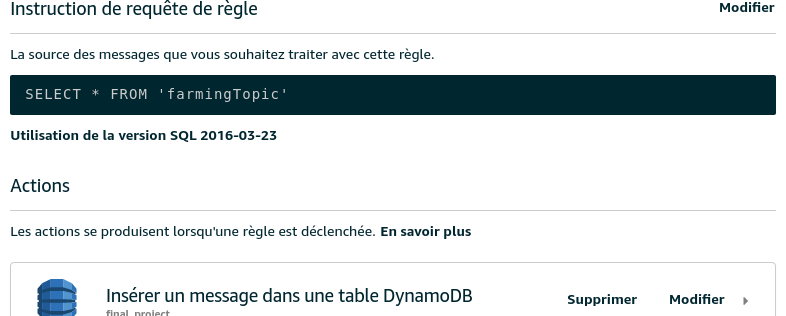 Instruction de requête de règle
Modifier
La source des messages que vous souhaitez traiter avec cette règle.
SELECT * FROM 'farmingTopic'
Utilisation de la version SQL 2016-03-23
Actions
Les actions se produisent lorsqu'une règle est déclenchée. En savoir plus
Insérer un message dans une table DynamoDB
Supprimer
Modifier
final_project